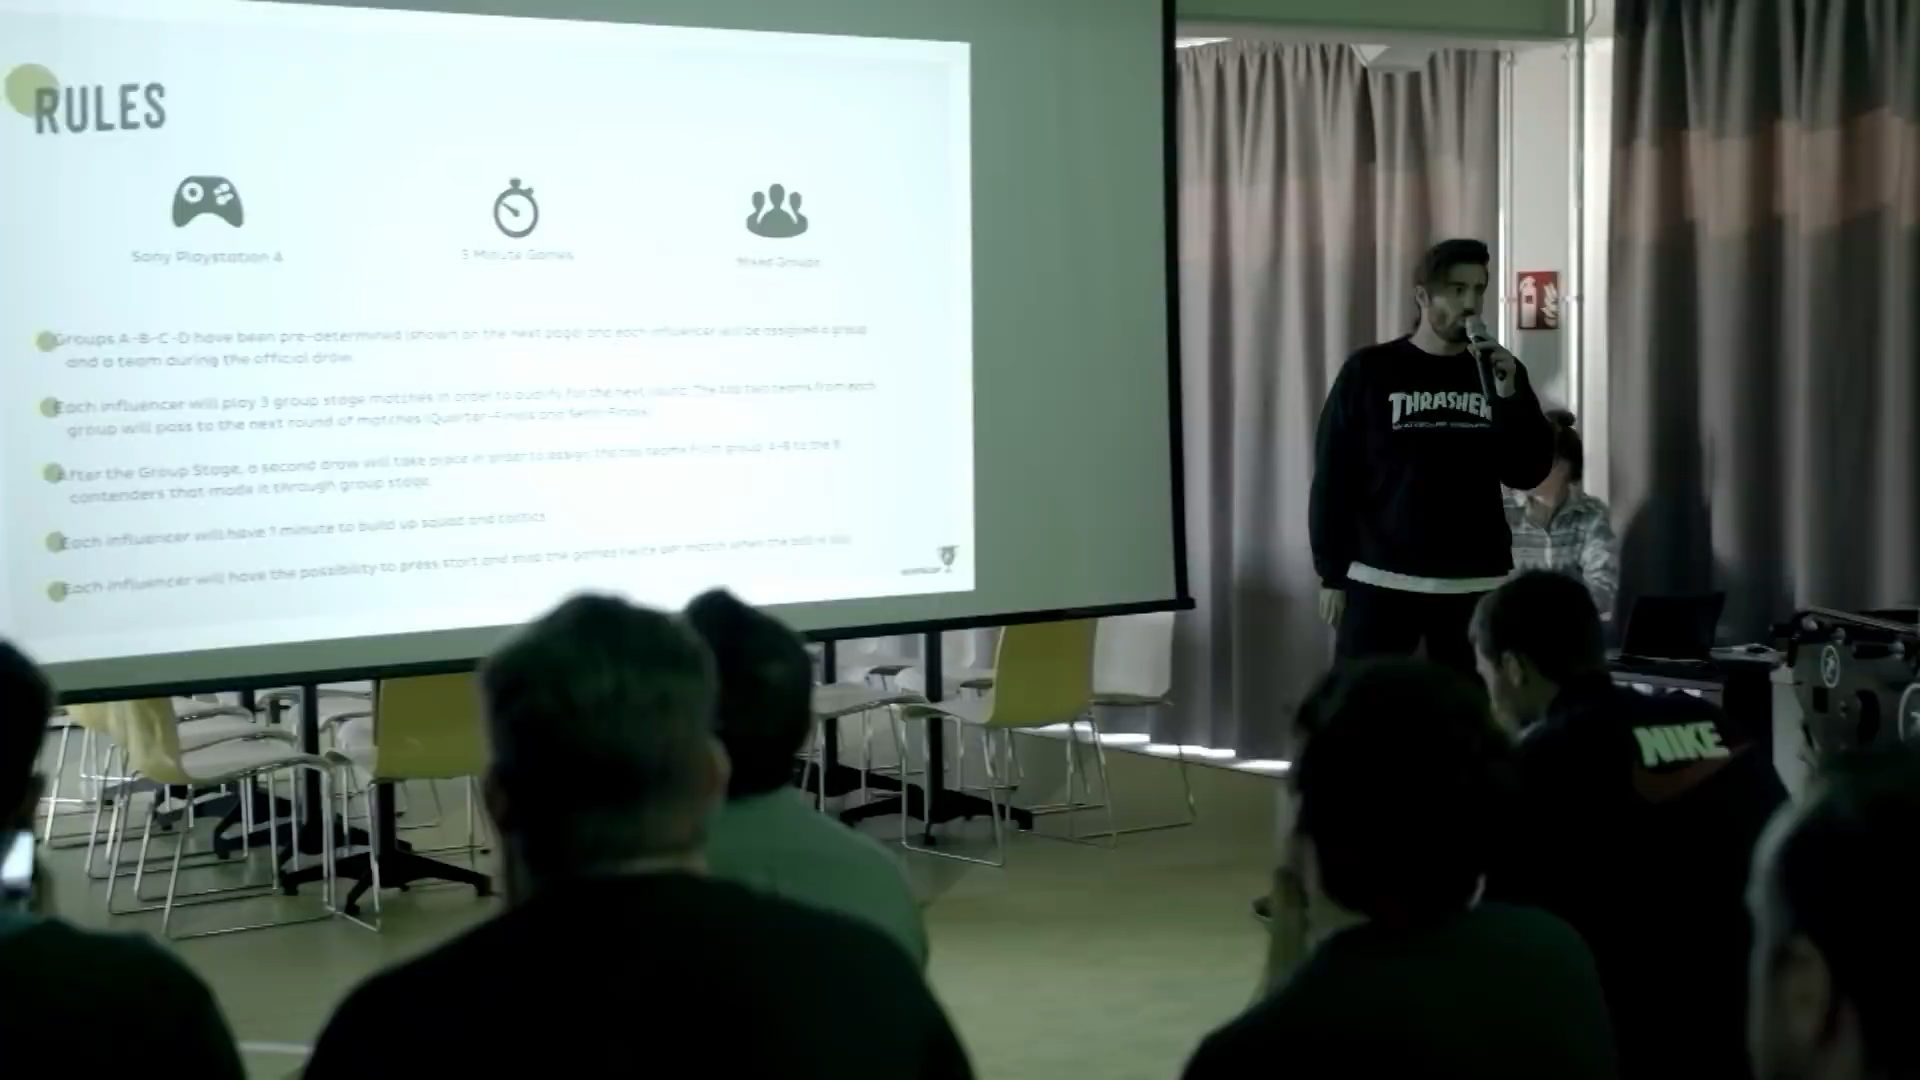 RULES
Sony Playstation 4
5 Minute Games
Mixed Groups
Groups A-B-C-D have been pre-determined (shown on the next page) and each influencer will be assigned a group
and a team during the official draw.
Each influencer will play 3 group stage matches in order to qualify for the next round. The top two teams from each
group will pass to the next round of matches (Quarter-Finals and Semi-Finals)
After the Group Stage, a second draw will take place in order to assign the top teams from group A-B to the 8
contenders that made it through group stage.
Each influencer will have 1 minute to build up squad and tactics
Each influencer will have the possibility to press start and stop the games twice per match when the ball is out
THRASHER
NIKE